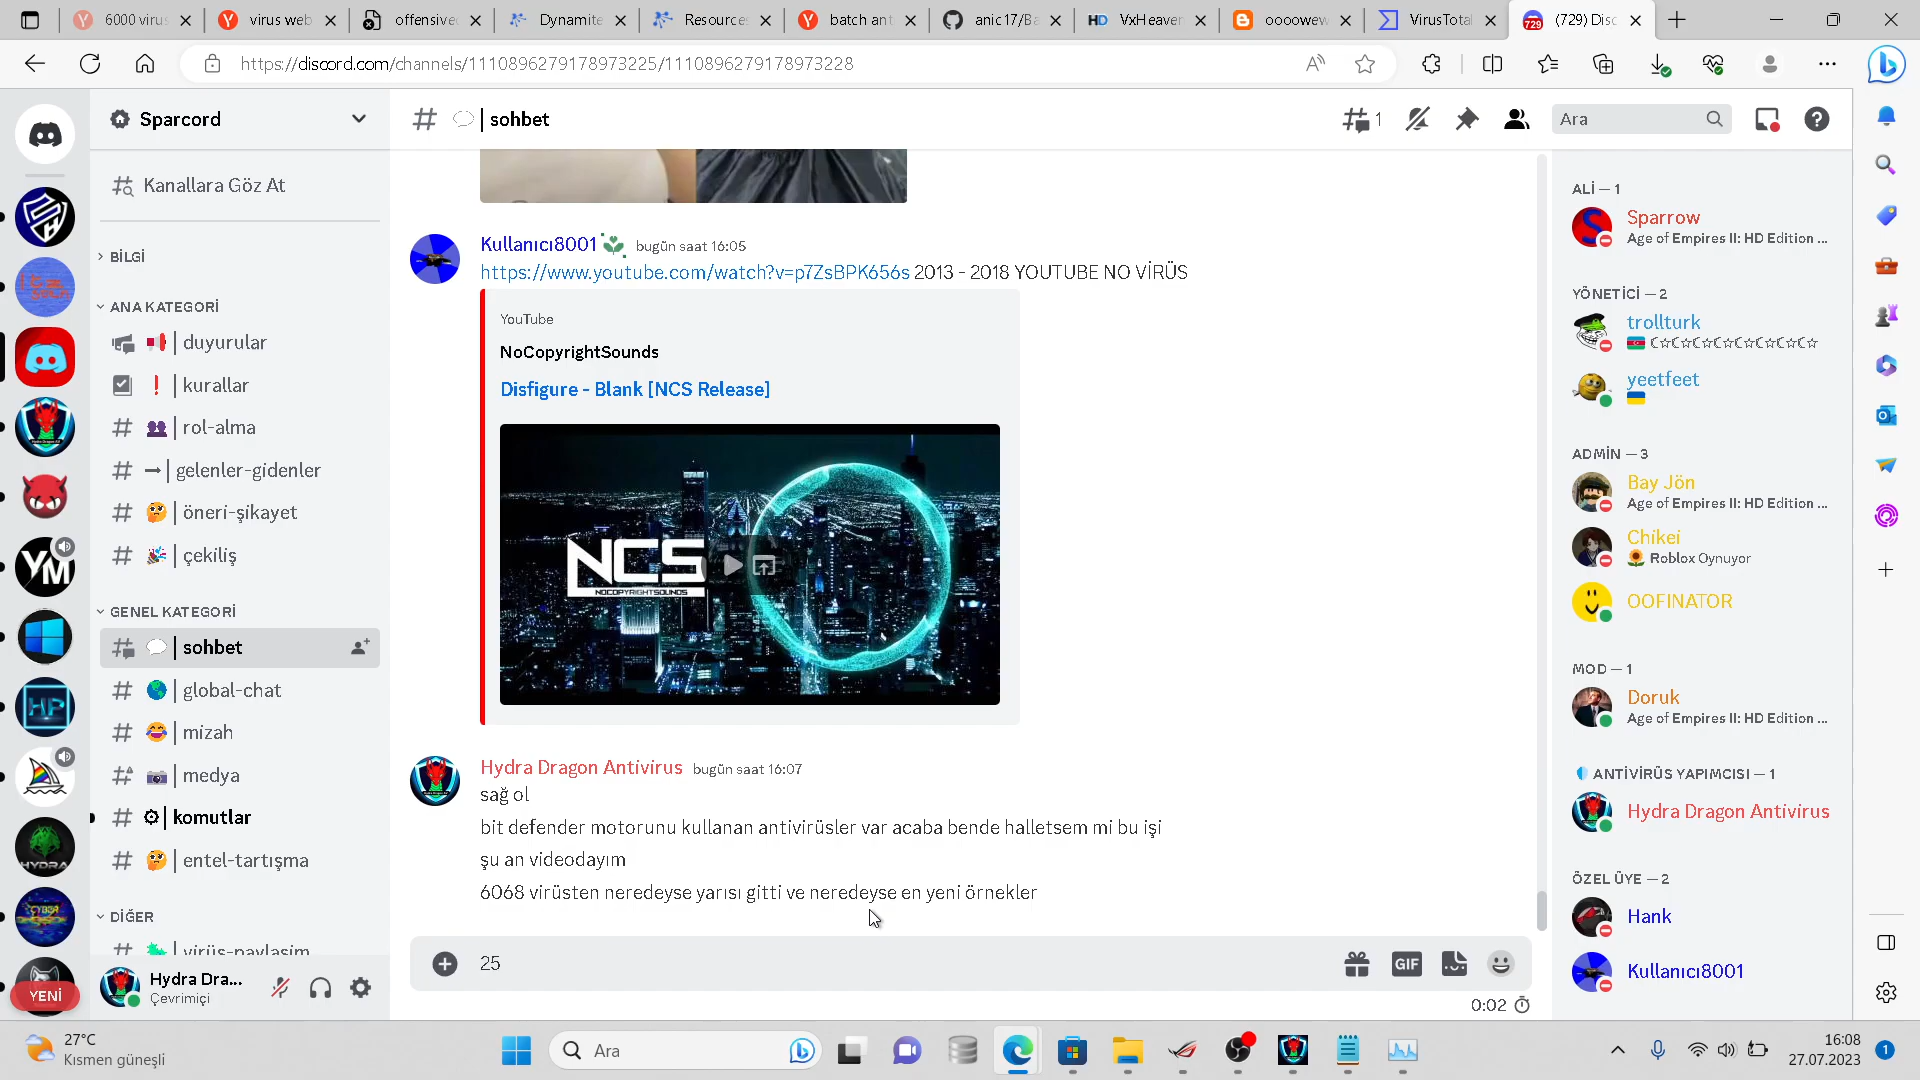 6000 virus
virus web
offensive
Dynamite
Resources
batch ant
anic17/Ba
VxHeaven
oooowew
VirusTotal
(729) Disc
https://discord.com/channels/1110896279178973225/1110896279178973228
Sparcord
| sohbet
1
Ara
Kanallara Göz At
BİLGİ
ANA KATEGORİ
| duyurular
| kurallar
| rol-alma
| gelenler-gidenler
| öneri-şikayet
| çekiliş
GENEL KATEGORİ
| sohbet
| global-chat
| mizah
| medya
| komutlar
| entel-tartışma
DİĞER
| virüs-paylaşım
YENİ
Hydra Dra...
Çevrimiçi
Kullanıcı8001 bugün saat 16:05
https://www.youtube.com/watch?v=p7ZsBPK656s 2013 - 2018 YOUTUBE NO VİRÜS
YouTube
NoCopyrightSounds
Disfigure - Blank [NCS Release]
NCS
NOCOPYRIGHTSOUNDS
Hydra Dragon Antivirus bugün saat 16:07
sağ ol
bit defender motorunu kullanan antivirüsler var acaba bende halletsem mi bu işi
şu an videodayım
6068 virüsten neredeyse yarısı gitti ve neredeyse en yeni örnekler
25
GIF
0:02
ALİ — 1
Sparrow
Age of Empires II: HD Edition ...
YÖNETİCİ — 2
trollturk
☾☆☾☆☾☆☾☆☾☆☾☆☾☆☾☆
yeetfeet
ADMİN — 3
Bay Jön
Age of Empires II: HD Edition ...
Chikei
Roblox Oynuyor
OOFINATOR
MOD — 1
Doruk
Age of Empires II: HD Edition ...
ANTİVİRÜS YAPIMCISI — 1
Hydra Dragon Antivirus
ÖZEL ÜYE — 2
Hank
Kullanıcı8001
27°C
Kısmen güneşli
Ara
16:08
27.07.2023
1